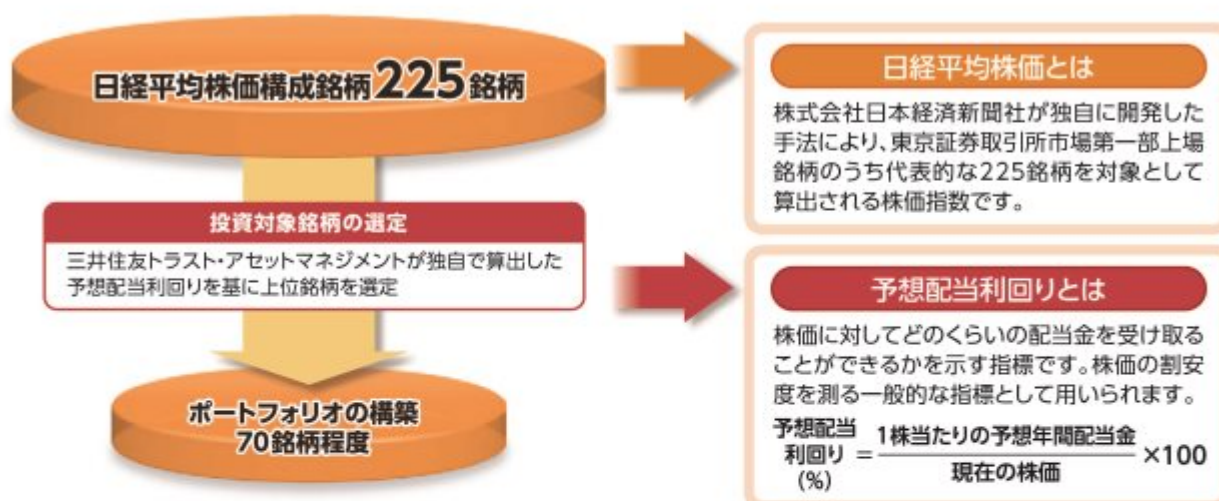 日経平均株価構成銘柄225銘柄
投資対象銘柄の選定
三井住友トラスト・アセットマネジメントが独自で算出した
予想配当利回りを基に上位銘柄を選定
ポートフォリオの構築
70銘柄程度
日経平均株価とは
株式会社日本経済新聞社が独自に開発した
手法により、東京証券取引所市場第一部上場
銘柄のうち代表的な225銘柄を対象として
算出される株価指数です。
予想配当利回りとは
株価に対してどのくらいの配当金を受け取る
ことができるかを示す指標です。株価の割安
度を測る一般的な指標として用いられます。
予想配当
利回り
(%)
=
1株当たりの予想年間配当金
現在の株価
×100